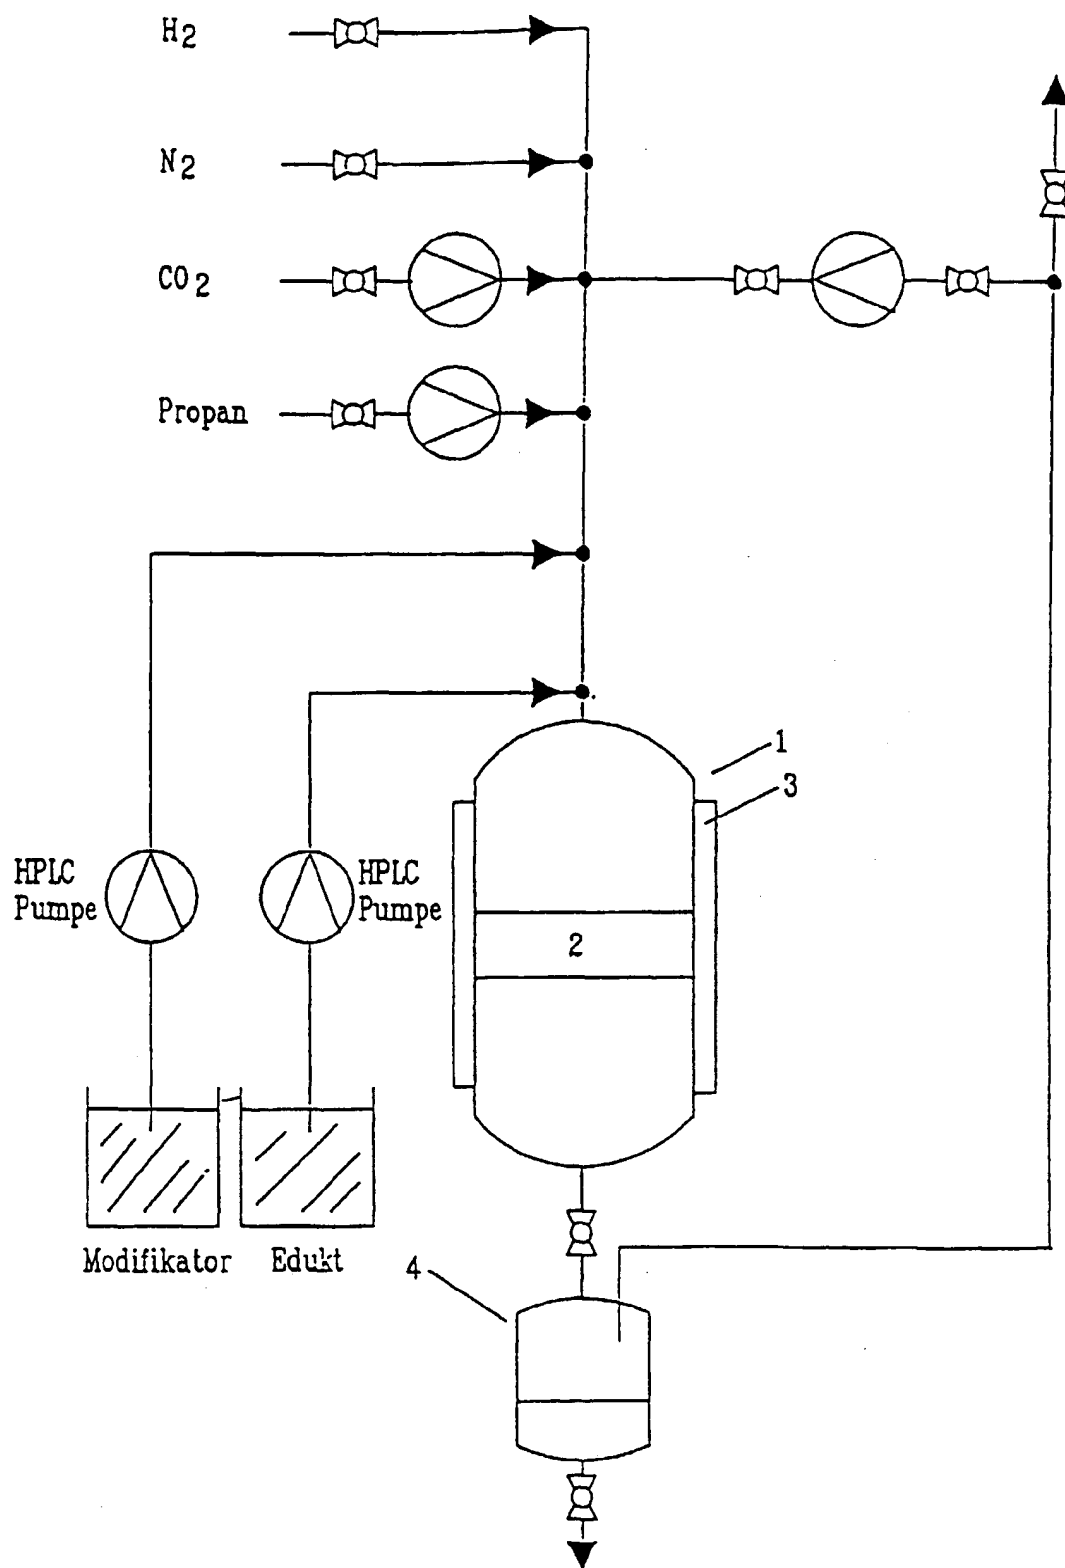 H2
N2
CO2
Propan
1
3
HPLC
Pumpe
HPLC
Pumpe
2
Modifikator
Edukt
4